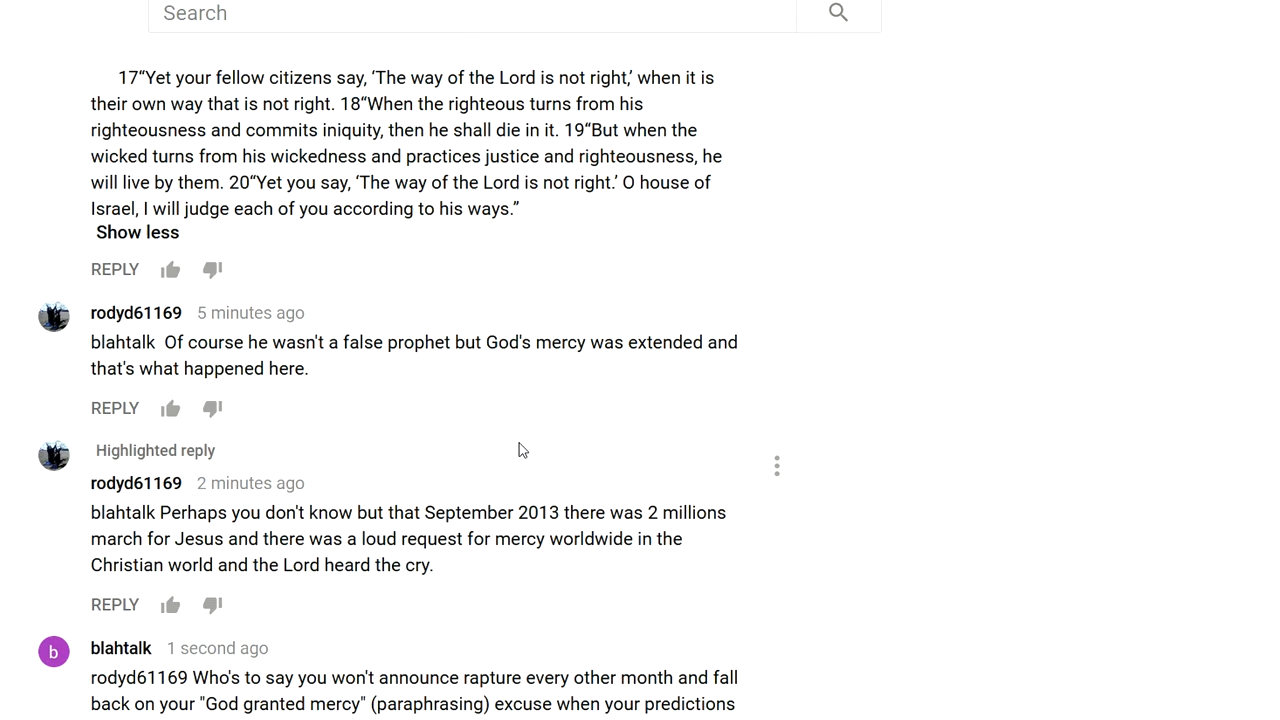 Search
17“Yet your fellow citizens say, ‘The way of the Lord is not right,’ when it is
their own way that is not right. 18“When the righteous turns from his
righteousness and commits iniquity, then he shall die in it. 19“But when the
wicked turns from his wickedness and practices justice and righteousness, he
will live by them. 20“Yet you say, ‘The way of the Lord is not right.’ O house of
Israel, I will judge each of you according to his ways.”
Show less
REPLY
rodyd61169 5 minutes ago
blahtalk Of course he wasn't a false prophet but God's mercy was extended and
that's what happened here.
REPLY
Highlighted reply
rodyd61169 2 minutes ago
blahtalk Perhaps you don't know but that September 2013 there was 2 millions
march for Jesus and there was a loud request for mercy worldwide in the
Christian world and the Lord heard the cry.
REPLY
b
blahtalk 1 second ago
rodyd61169 Who's to say you won't announce rapture every other month and fall
back on your "God granted mercy" (paraphrasing) excuse when your predictions